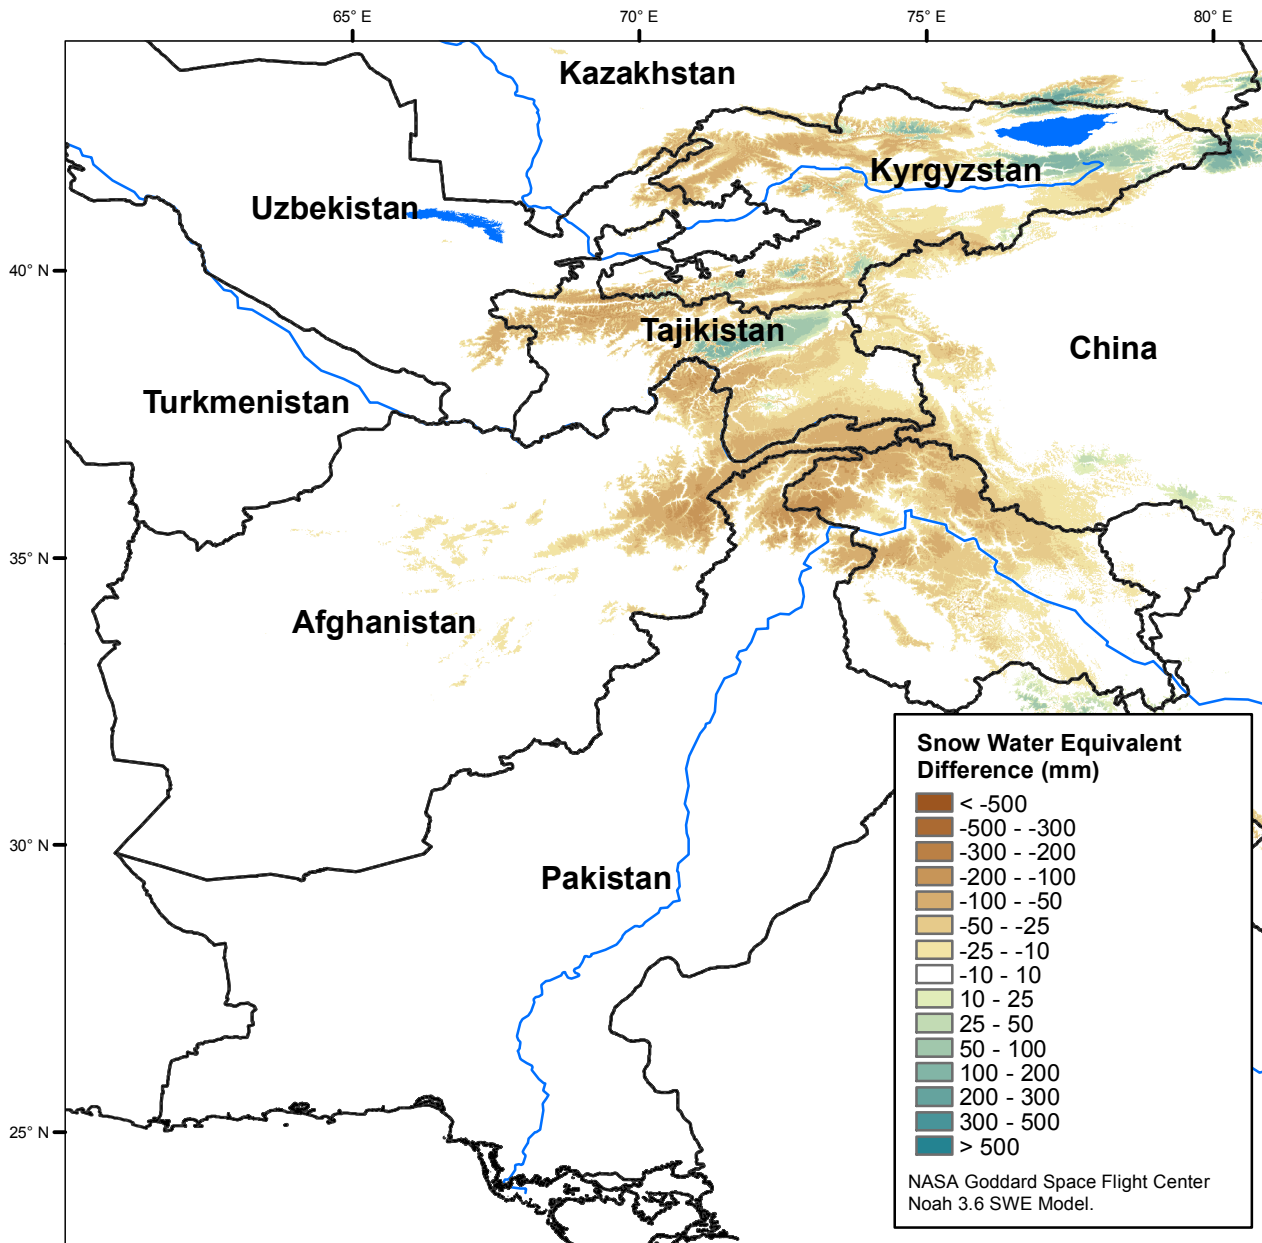 65° E
70° E
75° E
80° E
Kazakhstan
Kyrgyzstan
Uzbekistan
40° N
Tajikistan
China
Turkmenistan
35° N
Afghanistan
30° N
Pakistan
25° N
Snow Water Equivalent
Difference (mm)
< -500
-500 - -300
-300 - -200
-200 - -100
-100 - -50
-50 - -25
-25 - -10
-10 - 10
10 - 25
25 - 50
50 - 100
100 - 200
200 - 300
300 - 500
> 500
NASA Goddard Space Flight Center
Noah 3.6 SWE Model.